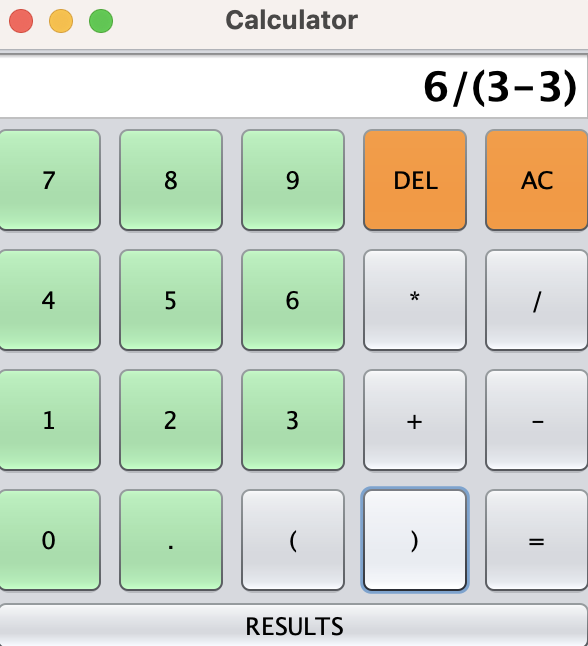 Calculator
6/(3-3)
7 8 9 DEL AC
4 5 6 * /
1 2 3 + -
0 . ( ) =
RESULTS